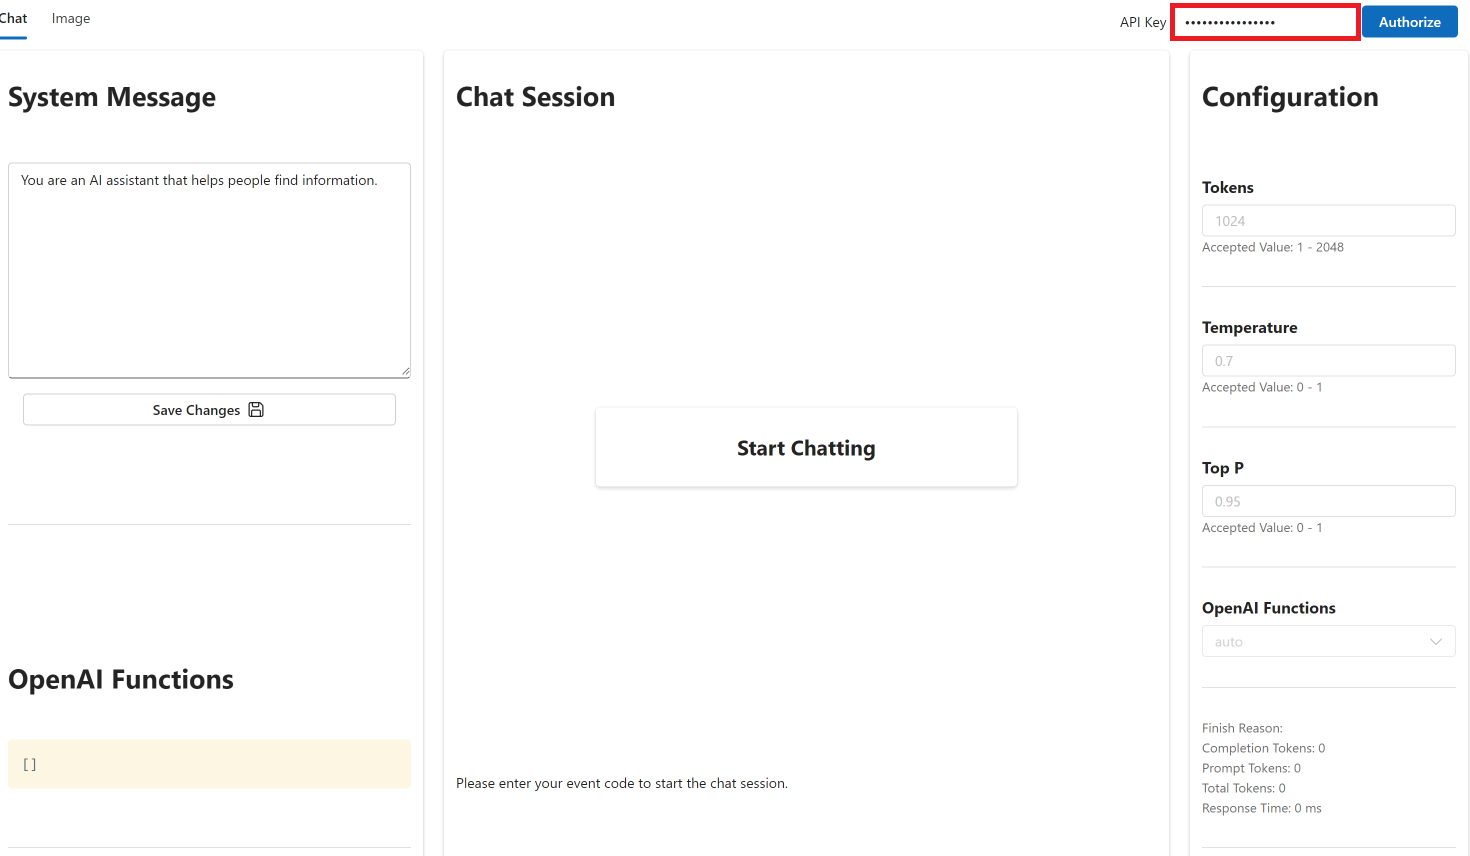 Chat
Image
API Key
••••••••••••••••
Authorize
System Message
You are an AI assistant that helps people find information.
Save Changes
OpenAI Functions
[]
Chat Session
Start Chatting
Please enter your event code to start the chat session.
Configuration
Tokens
1024
Accepted Value: 1 - 2048
Temperature
0.7
Accepted Value: 0 - 1
Top P
0.95
Accepted Value: 0 - 1
OpenAI Functions
auto
Finish Reason:
Completion Tokens: 0
Prompt Tokens: 0
Total Tokens: 0
Response Time: 0 ms